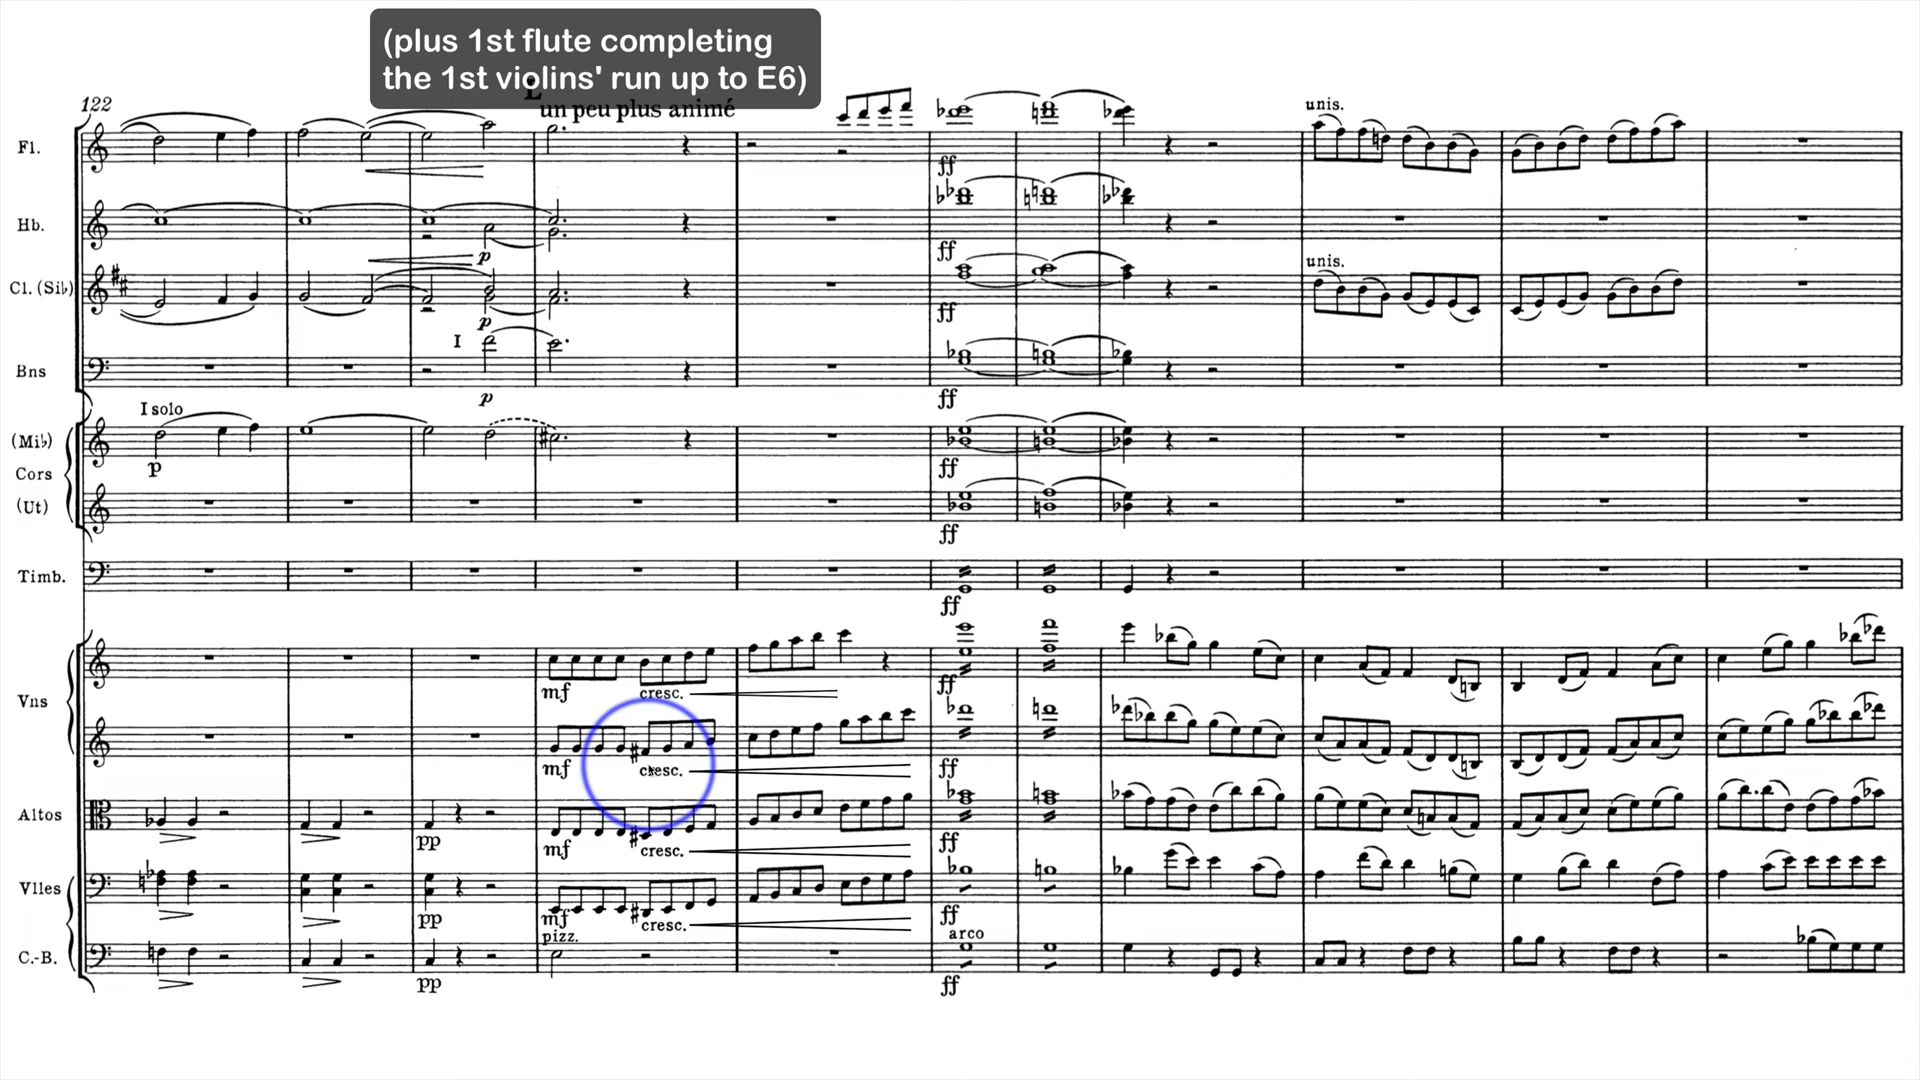 (plus 1st flute completing
the 1st violins' run up to E6)
122
un peu plus animé
unis.
Fl.
ff
Hb.
p
ff
Cl. (Si♭)
unis.
p
ff
I
Bns
p
ff
I solo
(Mi♭)
p
ff
Cors
(Ut)
ff
Timb.
ff
Vns
mf cresc.
ff
mf cresc.
ff
Altos
pp
mf cresc.
ff
Vlles
pp
mf cresc.
ff
pizz.
arco
C.-B.
pp
ff